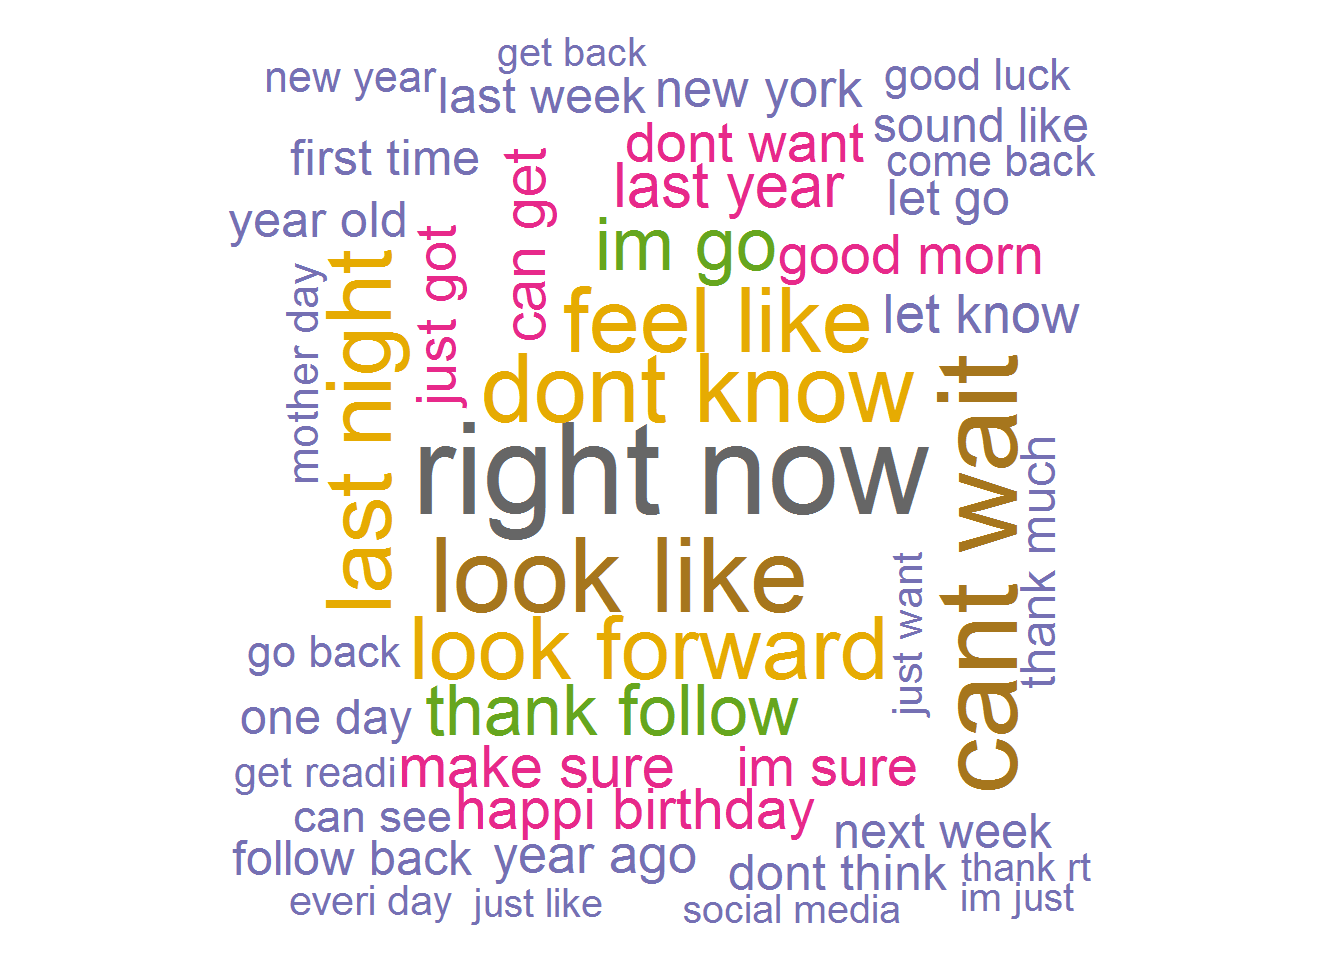 get back
new year
last week
new york
good luck
dont want
sound like
first time
can get
last year
come back
let go
year old
just got
im go
good morn
mother day
last night
feel like
let know
dont know
cant wait
right now
thank much
look like
just want
go back
look forward
one day
thank follow
get readi
make sure
im sure
can see
happi birthday
next week
follow back
year ago
dont think
thank rt
everi day
just like
social media
im just